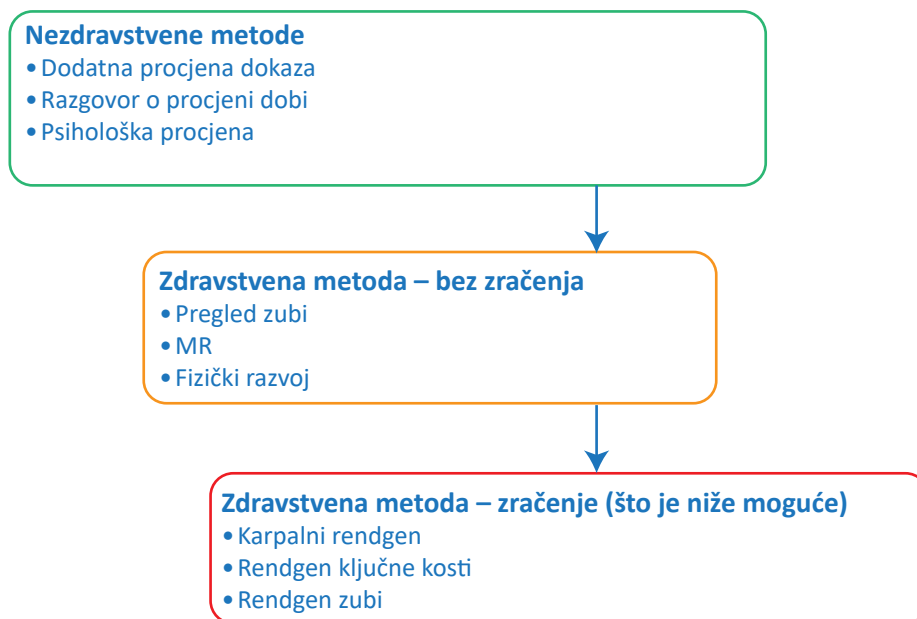 Nezdravstvene metode
• Dodatna procjena dokaza
• Razgovor o procjeni dobi
• Psihološka procjena
Zdravstvena metoda – bez zračenja
• Pregled zubi
• MR
• Fizički razvoj
Zdravstvena metoda – zračenje (što je niže moguće)
• Karpalni rendgen
• Rendgen ključne kosti
• Rendgen zubi